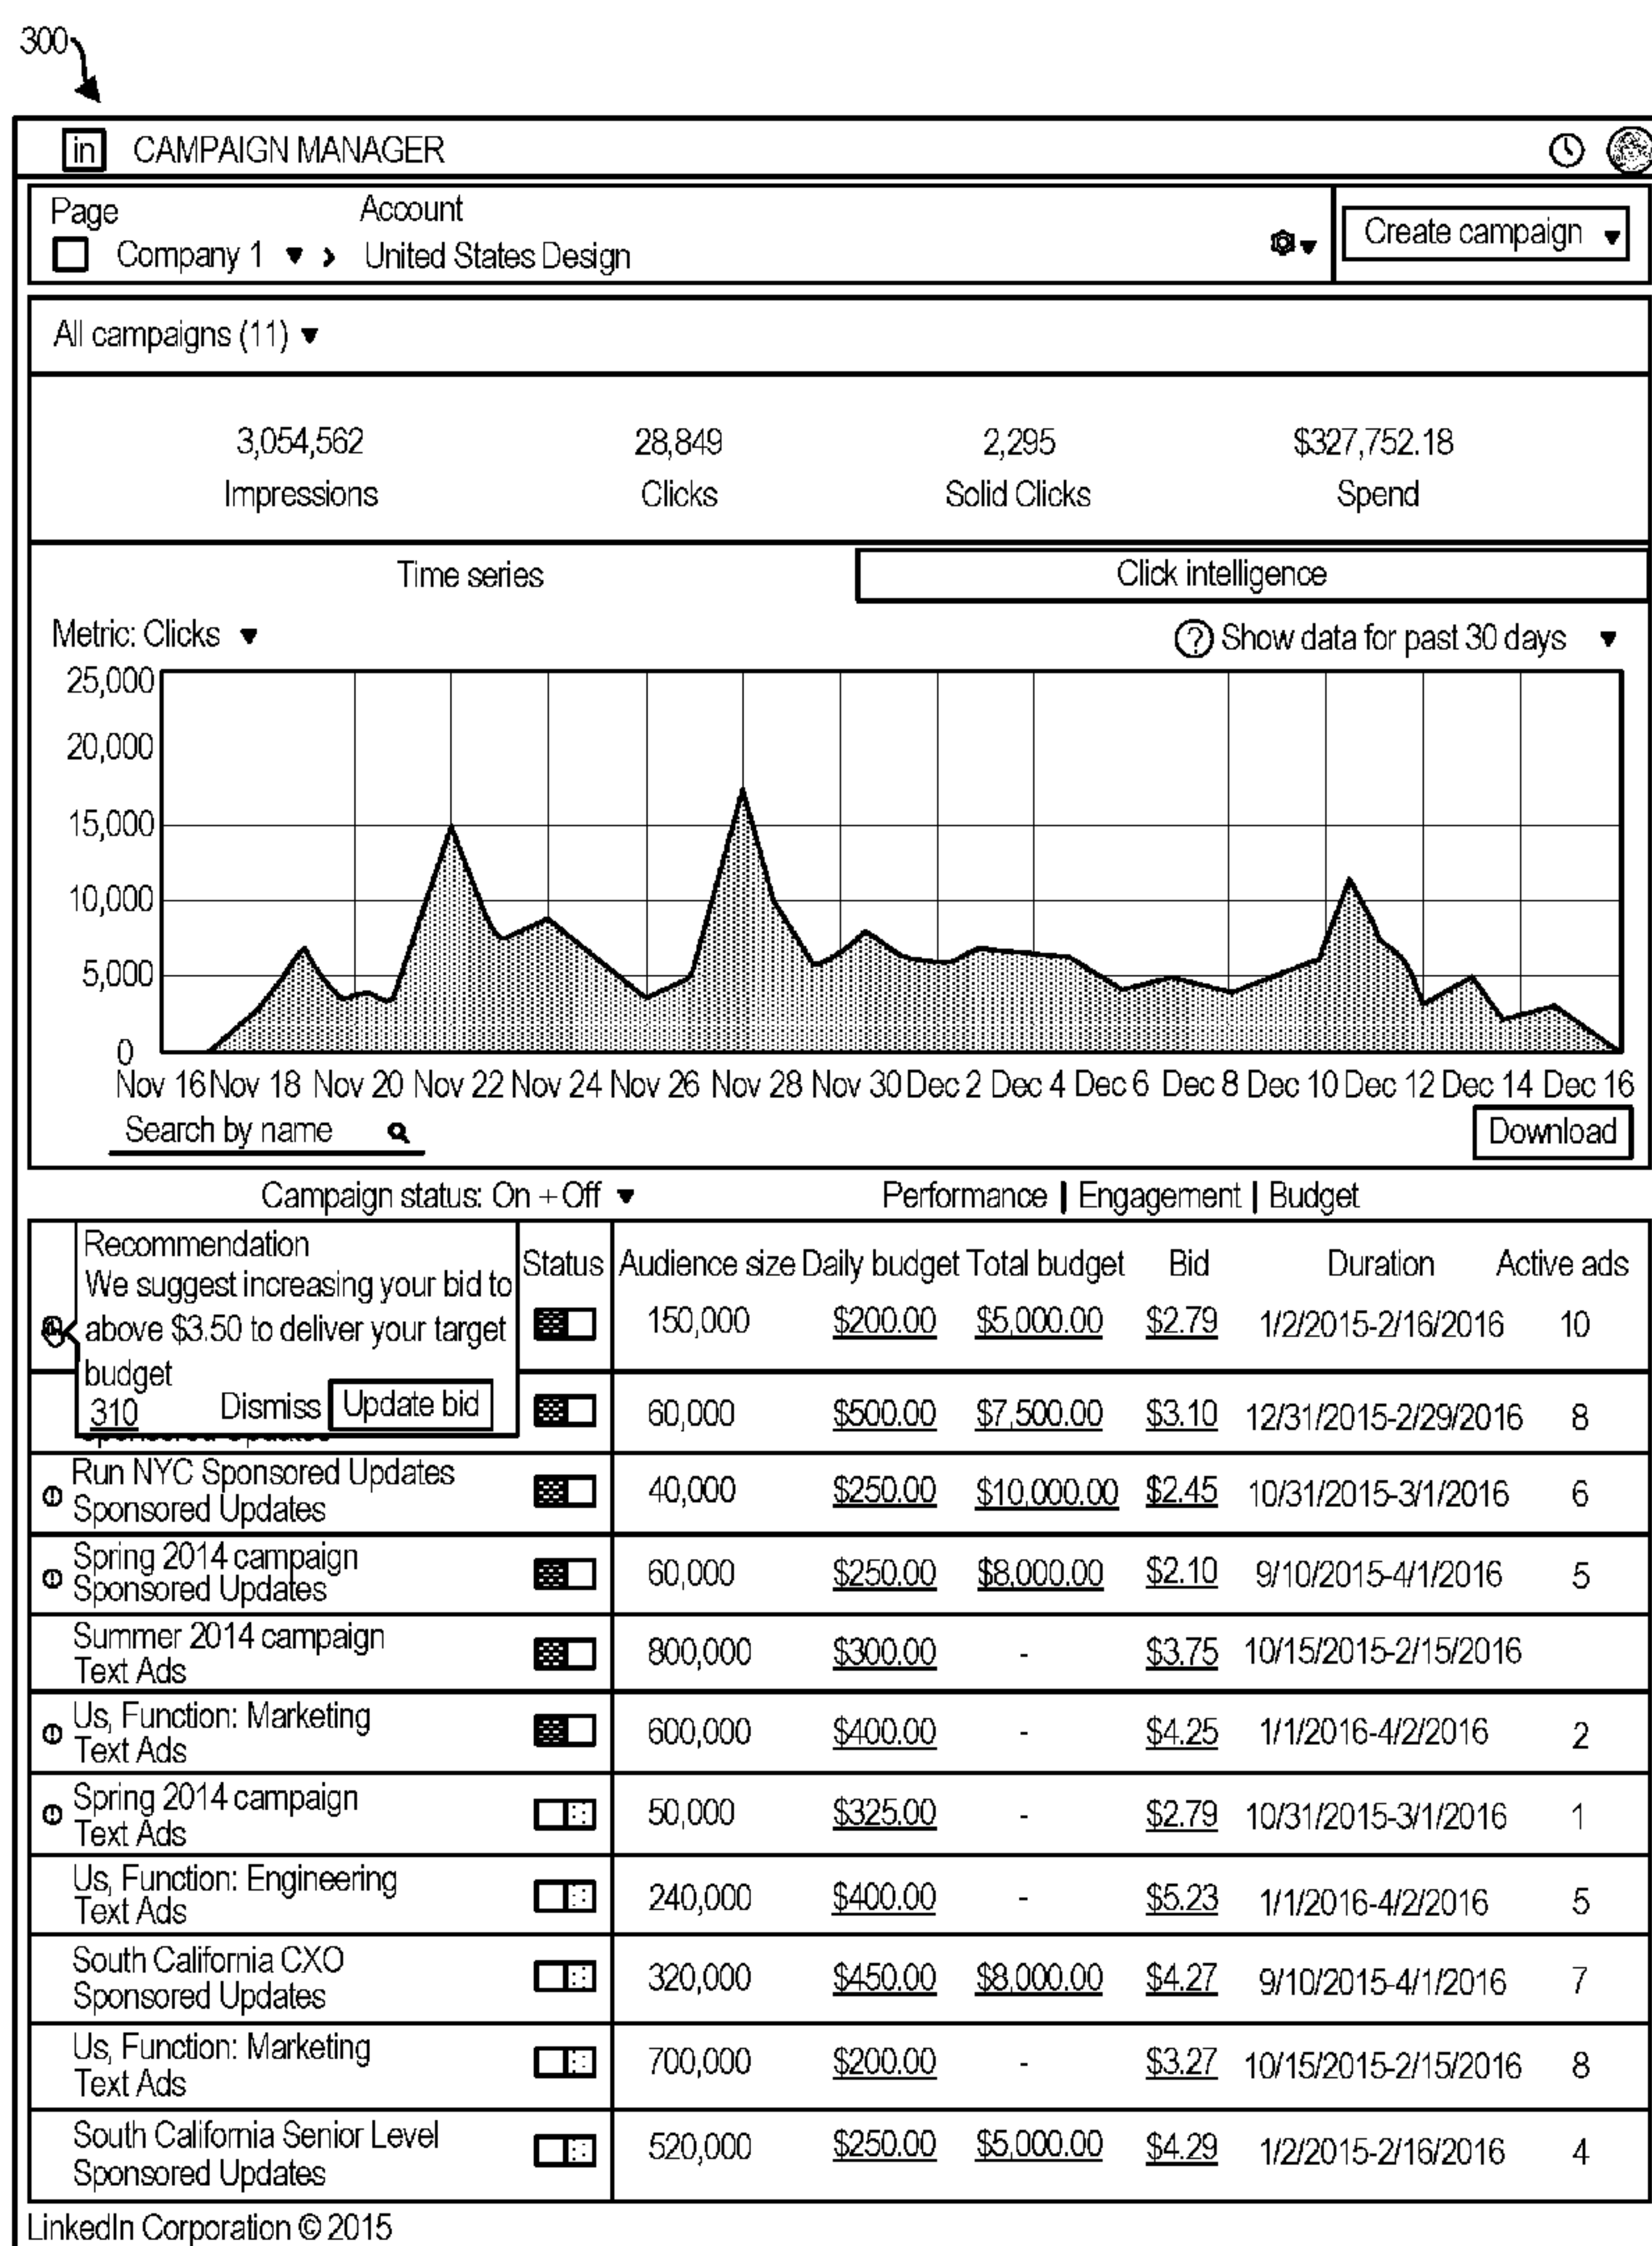 300
in CAMPAIGN MANAGER
Page Account
Company 1 United States Design
Create campaign
All campaigns (11)
3,054,562 28,849 2,295 $327,752.18
Impressions Clicks Solid Clicks Spend
Time series Click intelligence
Metric: Clicks ? Show data for past 30 days
25,000
20,000
15,000
10,000
5,000
0
Nov 16 Nov 18 Nov 20 Nov 22 Nov 24 Nov 26 Nov 28 Nov 30 Dec 2 Dec 4 Dec 6 Dec 8 Dec 10 Dec 12 Dec 14 Dec 16
Search by name Download
Campaign status: On + Off Performance | Engagement | Budget
Recommendation
We suggest increasing your bid to
above $3.50 to deliver your target
budget
310 Dismiss Update bid
Status Audience size Daily budget Total budget Bid Duration Active ads
150,000 $200.00 $5,000.00 $2.79 1/2/2015-2/16/2016 10
60,000 $500.00 $7,500.00 $3.10 12/31/2015-2/29/2016 8
Run NYC Sponsored Updates
Sponsored Updates 40,000 $250.00 $10,000.00 $2.45 10/31/2015-3/1/2016 6
Spring 2014 campaign
Sponsored Updates 60,000 $250.00 $8,000.00 $2.10 9/10/2015-4/1/2016 5
Summer 2014 campaign
Text Ads 800,000 $300.00 - $3.75 10/15/2015-2/15/2016
Us, Function: Marketing
Text Ads 600,000 $400.00 - $4.25 1/1/2016-4/2/2016 2
Spring 2014 campaign
Text Ads 50,000 $325.00 - $2.79 10/31/2015-3/1/2016 1
Us, Function: Engineering
Text Ads 240,000 $400.00 - $5.23 1/1/2016-4/2/2016 5
South California CXO
Sponsored Updates 320,000 $450.00 $8,000.00 $4.27 9/10/2015-4/1/2016 7
Us, Function: Marketing
Text Ads 700,000 $200.00 - $3.27 10/15/2015-2/15/2016 8
South California Senior Level
Sponsored Updates 520,000 $250.00 $5,000.00 $4.29 1/2/2015-2/16/2016 4
LinkedIn Corporation © 2015